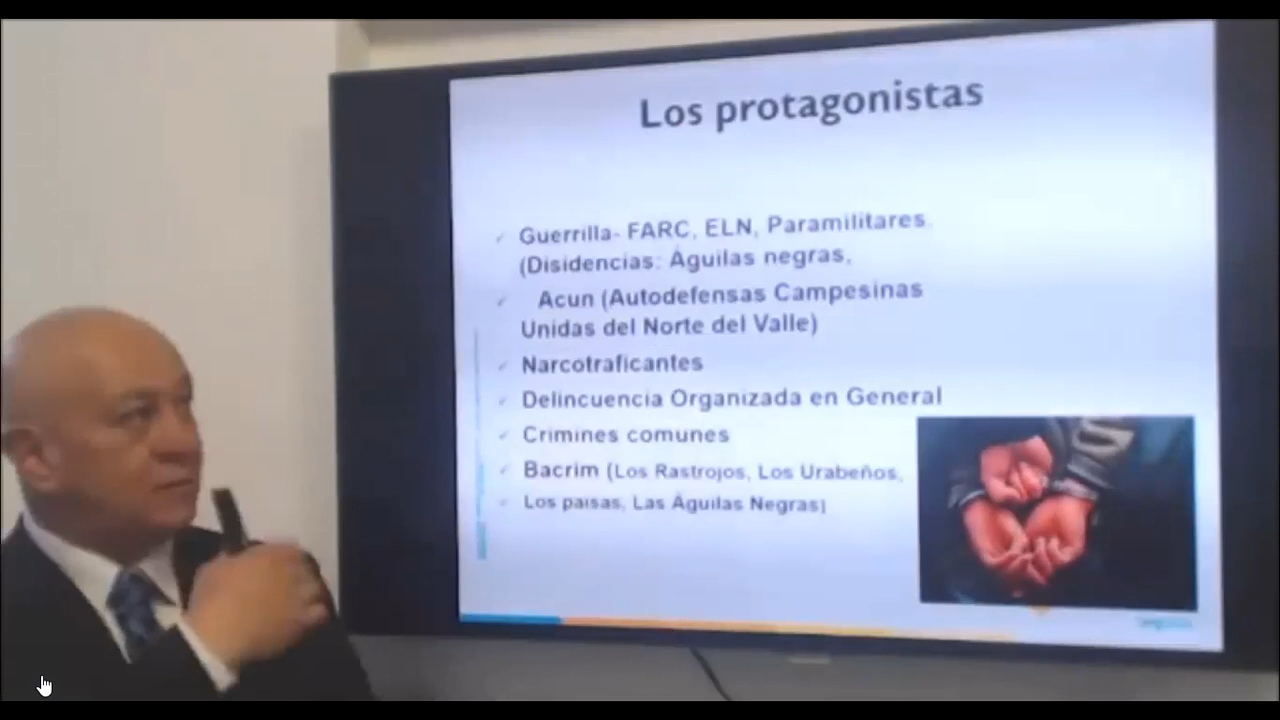 Los protagonistas
Guerrilla- FARC, ELN, Paramilitares.
(Disidencias: Águilas negras,
Acun (Autodefensas Campesinas
Unidas del Norte del Valle)
Narcotraficantes
Delincuencia Organizada en General
Crimines comunes
Bacrim (Los Rastrojos, Los Urabeños,
Los paisas, Las Águilas Negras)